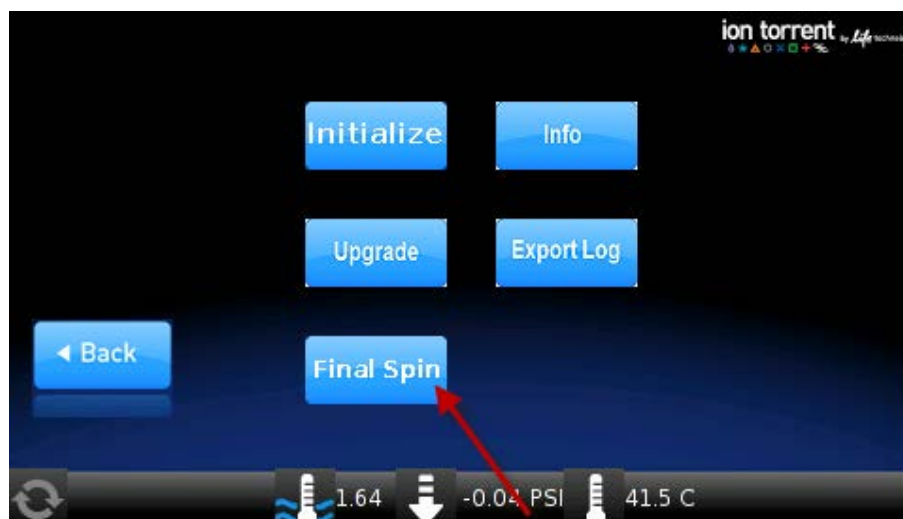 ion torrent
by Life technologies
Initialize
Info
Upgrade
Export Log
Back
Final Spin
1.64
-0.04 PSI
41.5 C